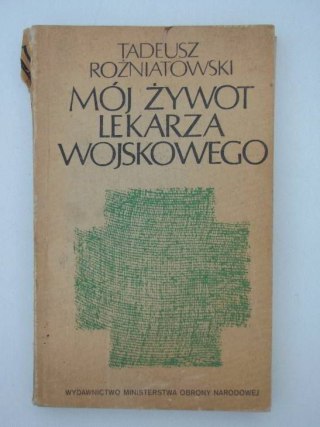 TADEUSZ
ROŻNIATOWSKI
MÓJ ŻYWOT
LEKARZA
WOJSKOWEGO
WYDAWNICTWO MINISTERSTWA OBRONY NARODOWEJ